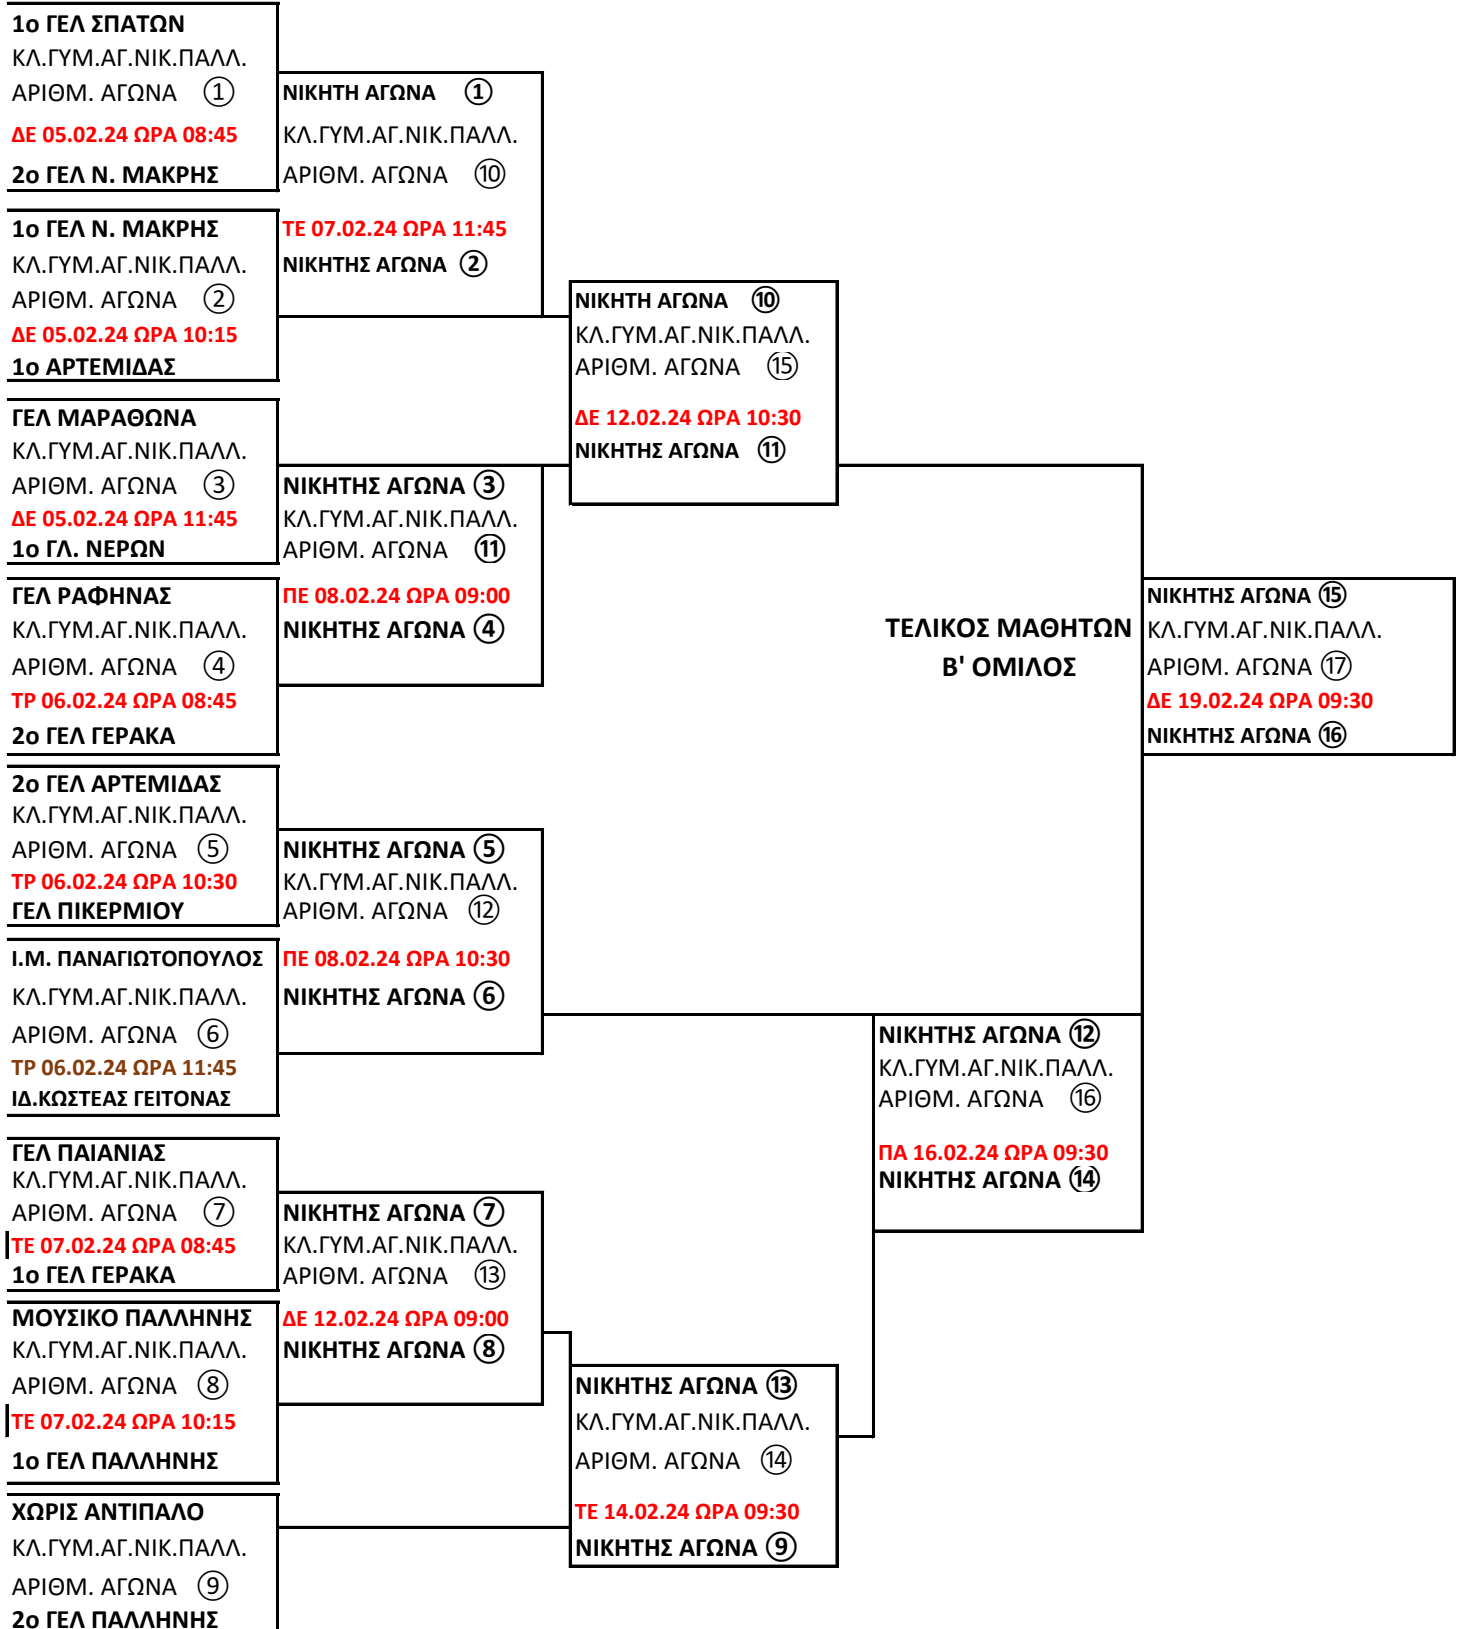 1ο ΓΕΛ ΣΠΑΤΩΝ
ΚΛ.ΓΥΜ.ΑΓ.ΝΙΚ.ΠΑΛΛ.
ΑΡΙΘΜ. ΑΓΩΝΑ ①
ΔΕ 05.02.24 ΩΡΑ 08:45
2ο ΓΕΛ Ν. ΜΑΚΡΗΣ
1ο ΓΕΛ Ν. ΜΑΚΡΗΣ
ΚΛ.ΓΥΜ.ΑΓ.ΝΙΚ.ΠΑΛΛ.
ΑΡΙΘΜ. ΑΓΩΝΑ ②
ΔΕ 05.02.24 ΩΡΑ 10:15
1ο ΑΡΤΕΜΙΔΑΣ
ΓΕΛ ΜΑΡΑΘΩΝΑ
ΚΛ.ΓΥΜ.ΑΓ.ΝΙΚ.ΠΑΛΛ.
ΑΡΙΘΜ. ΑΓΩΝΑ ③
ΔΕ 05.02.24 ΩΡΑ 11:45
1ο ΓΛ. ΝΕΡΩΝ
ΓΕΛ ΡΑΦΗΝΑΣ
ΚΛ.ΓΥΜ.ΑΓ.ΝΙΚ.ΠΑΛΛ.
ΑΡΙΘΜ. ΑΓΩΝΑ ④
ΤΡ 06.02.24 ΩΡΑ 08:45
2ο ΓΕΛ ΓΕΡΑΚΑ
2ο ΓΕΛ ΑΡΤΕΜΙΔΑΣ
ΚΛ.ΓΥΜ.ΑΓ.ΝΙΚ.ΠΑΛΛ.
ΑΡΙΘΜ. ΑΓΩΝΑ ⑤
ΤΡ 06.02.24 ΩΡΑ 10:30
ΓΕΛ ΠΙΚΕΡΜΙΟΥ
Ι.Μ. ΠΑΝΑΓΙΩΤΟΠΟΥΛΟΣ
ΚΛ.ΓΥΜ.ΑΓ.ΝΙΚ.ΠΑΛΛ.
ΑΡΙΘΜ. ΑΓΩΝΑ ⑥
ΤΡ 06.02.24 ΩΡΑ 11:45
ΙΔ.ΚΩΣΤΕΑΣ ΓΕΙΤΟΝΑΣ
ΓΕΛ ΠΑΙΑΝΙΑΣ
ΚΛ.ΓΥΜ.ΑΓ.ΝΙΚ.ΠΑΛΛ.
ΑΡΙΘΜ. ΑΓΩΝΑ ⑦
ΤΕ 07.02.24 ΩΡΑ 08:45
1ο ΓΕΛ ΓΕΡΑΚΑ
ΜΟΥΣΙΚΟ ΠΑΛΛΗΝΗΣ
ΚΛ.ΓΥΜ.ΑΓ.ΝΙΚ.ΠΑΛΛ.
ΑΡΙΘΜ. ΑΓΩΝΑ ⑧
ΤΕ 07.02.24 ΩΡΑ 10:15
1ο ΓΕΛ ΠΑΛΛΗΝΗΣ
ΧΩΡΙΣ ΑΝΤΙΠΑΛΟ
ΚΛ.ΓΥΜ.ΑΓ.ΝΙΚ.ΠΑΛΛ.
ΑΡΙΘΜ. ΑΓΩΝΑ ⑨
2ο ΓΕΛ ΠΑΛΛΗΝΗΣ
ΝΙΚΗΤΗ ΑΓΩΝΑ ①
ΚΛ.ΓΥΜ.ΑΓ.ΝΙΚ.ΠΑΛΛ.
ΑΡΙΘΜ. ΑΓΩΝΑ ⑩
ΤΕ 07.02.24 ΩΡΑ 11:45
ΝΙΚΗΤΗΣ ΑΓΩΝΑ ②
ΝΙΚΗΤΗΣ ΑΓΩΝΑ ③
ΚΛ.ΓΥΜ.ΑΓ.ΝΙΚ.ΠΑΛΛ.
ΑΡΙΘΜ. ΑΓΩΝΑ ⑪
ΠΕ 08.02.24 ΩΡΑ 09:00
ΝΙΚΗΤΗΣ ΑΓΩΝΑ ④
ΝΙΚΗΤΗΣ ΑΓΩΝΑ ⑤
ΚΛ.ΓΥΜ.ΑΓ.ΝΙΚ.ΠΑΛΛ.
ΑΡΙΘΜ. ΑΓΩΝΑ ⑫
ΠΕ 08.02.24 ΩΡΑ 10:30
ΝΙΚΗΤΗΣ ΑΓΩΝΑ ⑥
ΝΙΚΗΤΗΣ ΑΓΩΝΑ ⑦
ΚΛ.ΓΥΜ.ΑΓ.ΝΙΚ.ΠΑΛΛ.
ΑΡΙΘΜ. ΑΓΩΝΑ ⑬
ΔΕ 12.02.24 ΩΡΑ 09:00
ΝΙΚΗΤΗΣ ΑΓΩΝΑ ⑧
ΝΙΚΗΤΗ ΑΓΩΝΑ ⑩
ΚΛ.ΓΥΜ.ΑΓ.ΝΙΚ.ΠΑΛΛ.
ΑΡΙΘΜ. ΑΓΩΝΑ ⑮
ΔΕ 12.02.24 ΩΡΑ 10:30
ΝΙΚΗΤΗΣ ΑΓΩΝΑ ⑪
ΝΙΚΗΤΗΣ ΑΓΩΝΑ ⑬
ΚΛ.ΓΥΜ.ΑΓ.ΝΙΚ.ΠΑΛΛ.
ΑΡΙΘΜ. ΑΓΩΝΑ ⑭
ΤΕ 14.02.24 ΩΡΑ 09:30
ΝΙΚΗΤΗΣ ΑΓΩΝΑ ⑨
ΝΙΚΗΤΗΣ ΑΓΩΝΑ ⑫
ΚΛ.ΓΥΜ.ΑΓ.ΝΙΚ.ΠΑΛΛ.
ΑΡΙΘΜ. ΑΓΩΝΑ ⑯
ΠΑ 16.02.24 ΩΡΑ 09:30
ΝΙΚΗΤΗΣ ΑΓΩΝΑ ⑭
ΤΕΛΙΚΟΣ ΜΑΘΗΤΩΝ
Β' ΟΜΙΛΟΣ
ΝΙΚΗΤΗΣ ΑΓΩΝΑ ⑮
ΚΛ.ΓΥΜ.ΑΓ.ΝΙΚ.ΠΑΛΛ.
ΑΡΙΘΜ. ΑΓΩΝΑ ⑰
ΔΕ 19.02.24 ΩΡΑ 09:30
ΝΙΚΗΤΗΣ ΑΓΩΝΑ ⑯